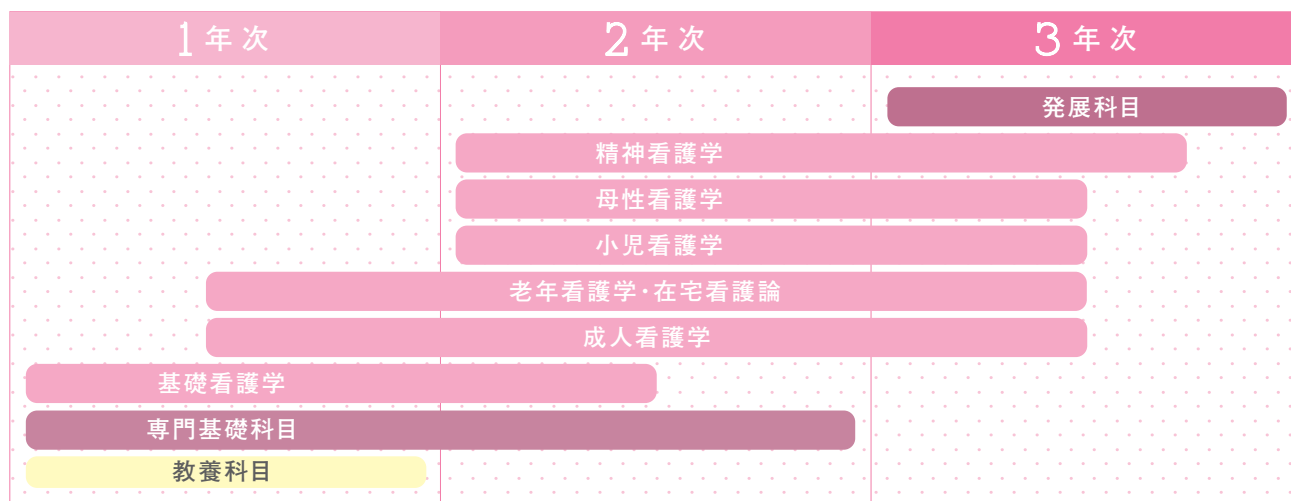 1年次 2年次 3年次
発展科目
精神看護学
母性看護学
小児看護学
老年看護学・在宅看護論
成人看護学
基礎看護学
専門基礎科目
教養科目